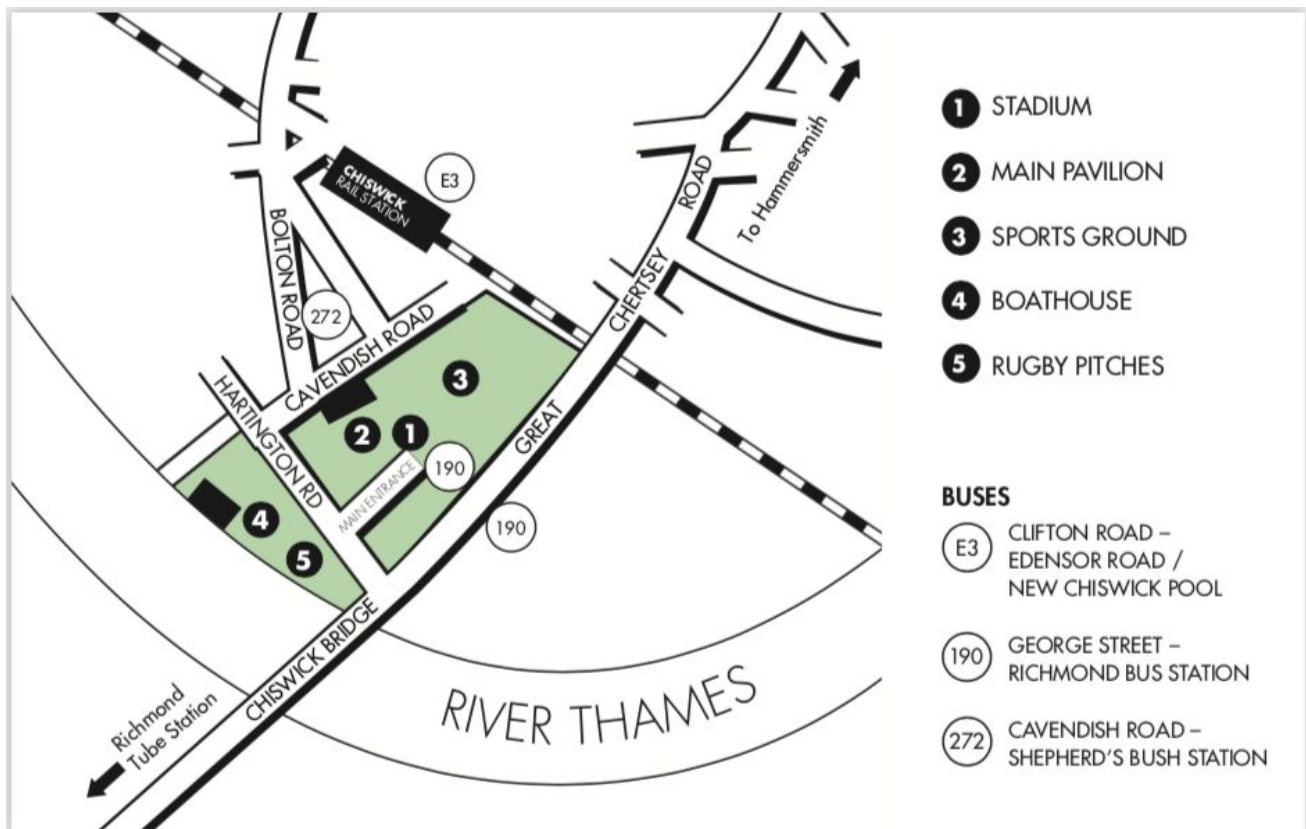 CHISWICK
RAIL STATION
E3
BOLTON ROAD
272
CAVENDISH ROAD
HARTINGTON RD
3
2
1
190
MAIN ENTRANCE
4
5
190
GREAT CHERTSEY ROAD
To Hammersmith
CHISWICK BRIDGE
RIVER THAMES
Richmond
Tube Station
1 STADIUM
2 MAIN PAVILION
3 SPORTS GROUND
4 BOATHOUSE
5 RUGBY PITCHES
BUSES
E3 CLIFTON ROAD –
EDENSOR ROAD /
NEW CHISWICK POOL
190 GEORGE STREET –
RICHMOND BUS STATION
272 CAVENDISH ROAD –
SHEPHERD'S BUSH STATION